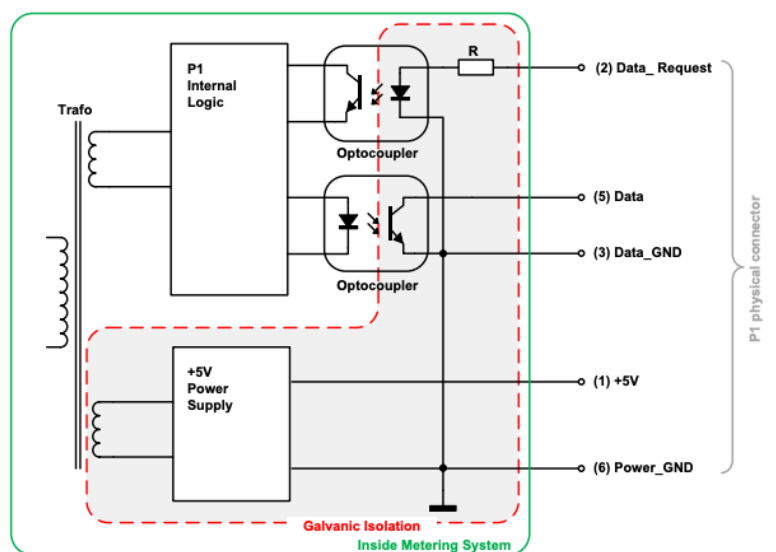 P1
Internal
Logic
R
(2) Data_ Request
Trafo
Optocoupler
(5) Data
(3) Data_GND
Optocoupler
P1 physical connector
+5V
Power
Supply
(1) +5V
(6) Power_GND
Galvanic Isolation
Inside Metering System